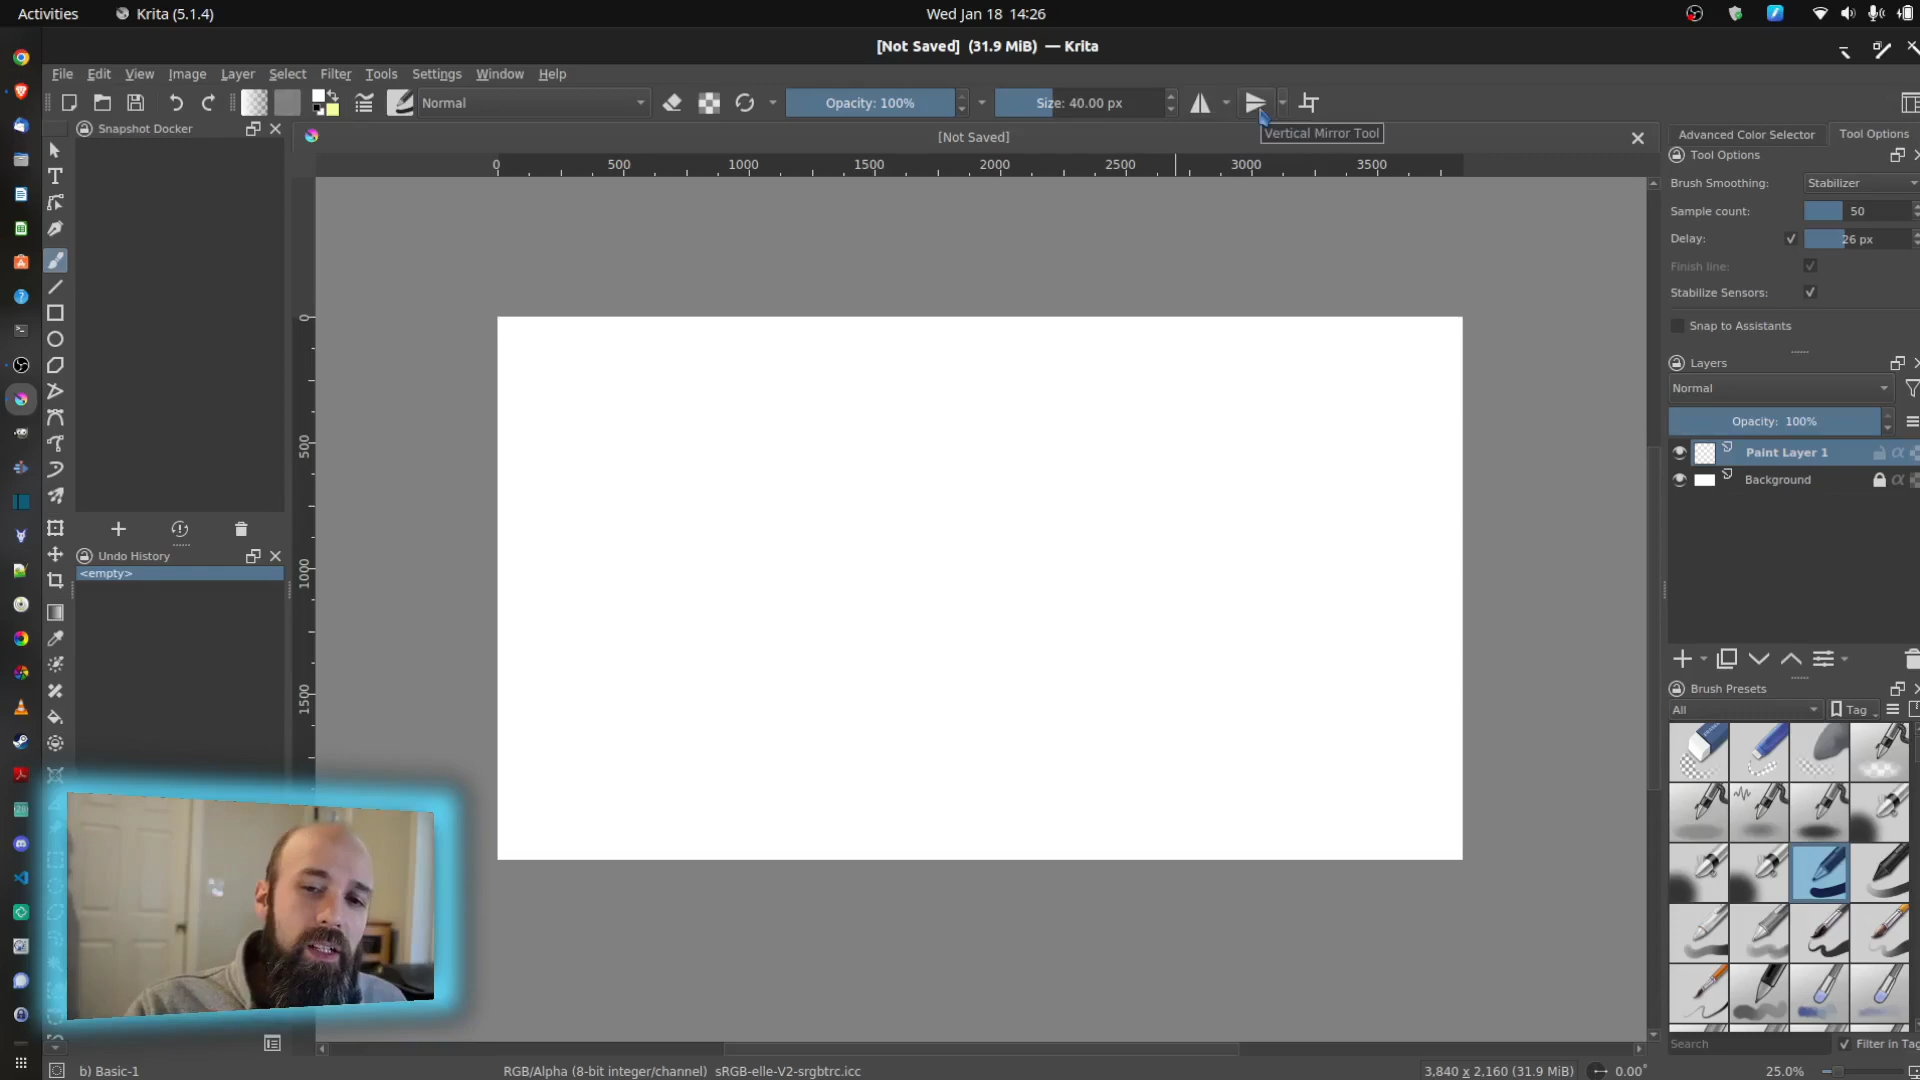 Activities
Krita (5.1.4)
Wed Jan 18 14:26
[Not Saved] (31.9 MiB) — Krita
File Edit View Image Layer Select Filter Tools Settings Window Help
Normal
Opacity: 100%
Size: 40.00 px
Snapshot Docker
[Not Saved]
Vertical Mirror Tool
Advanced Color Selector
Tool Options
Tool Options
0 500 1000 1500 2000 2500 3000 3500
Brush Smoothing: Stabilizer
Sample count: 50
Delay: 26 px
Finish line:
Stabilize Sensors:
Snap to Assistants
0
500
1000
1500
Layers
Normal
Opacity: 100%
Paint Layer 1
Background
Undo History
<empty>
Brush Presets
All
Tag
Search
Filter in Tag
b) Basic-1
RGB/Alpha (8-bit integer/channel) sRGB-elle-V2-srgbtrc.icc
3,840 x 2,160 (31.9 MiB)
0.00°
25.0%